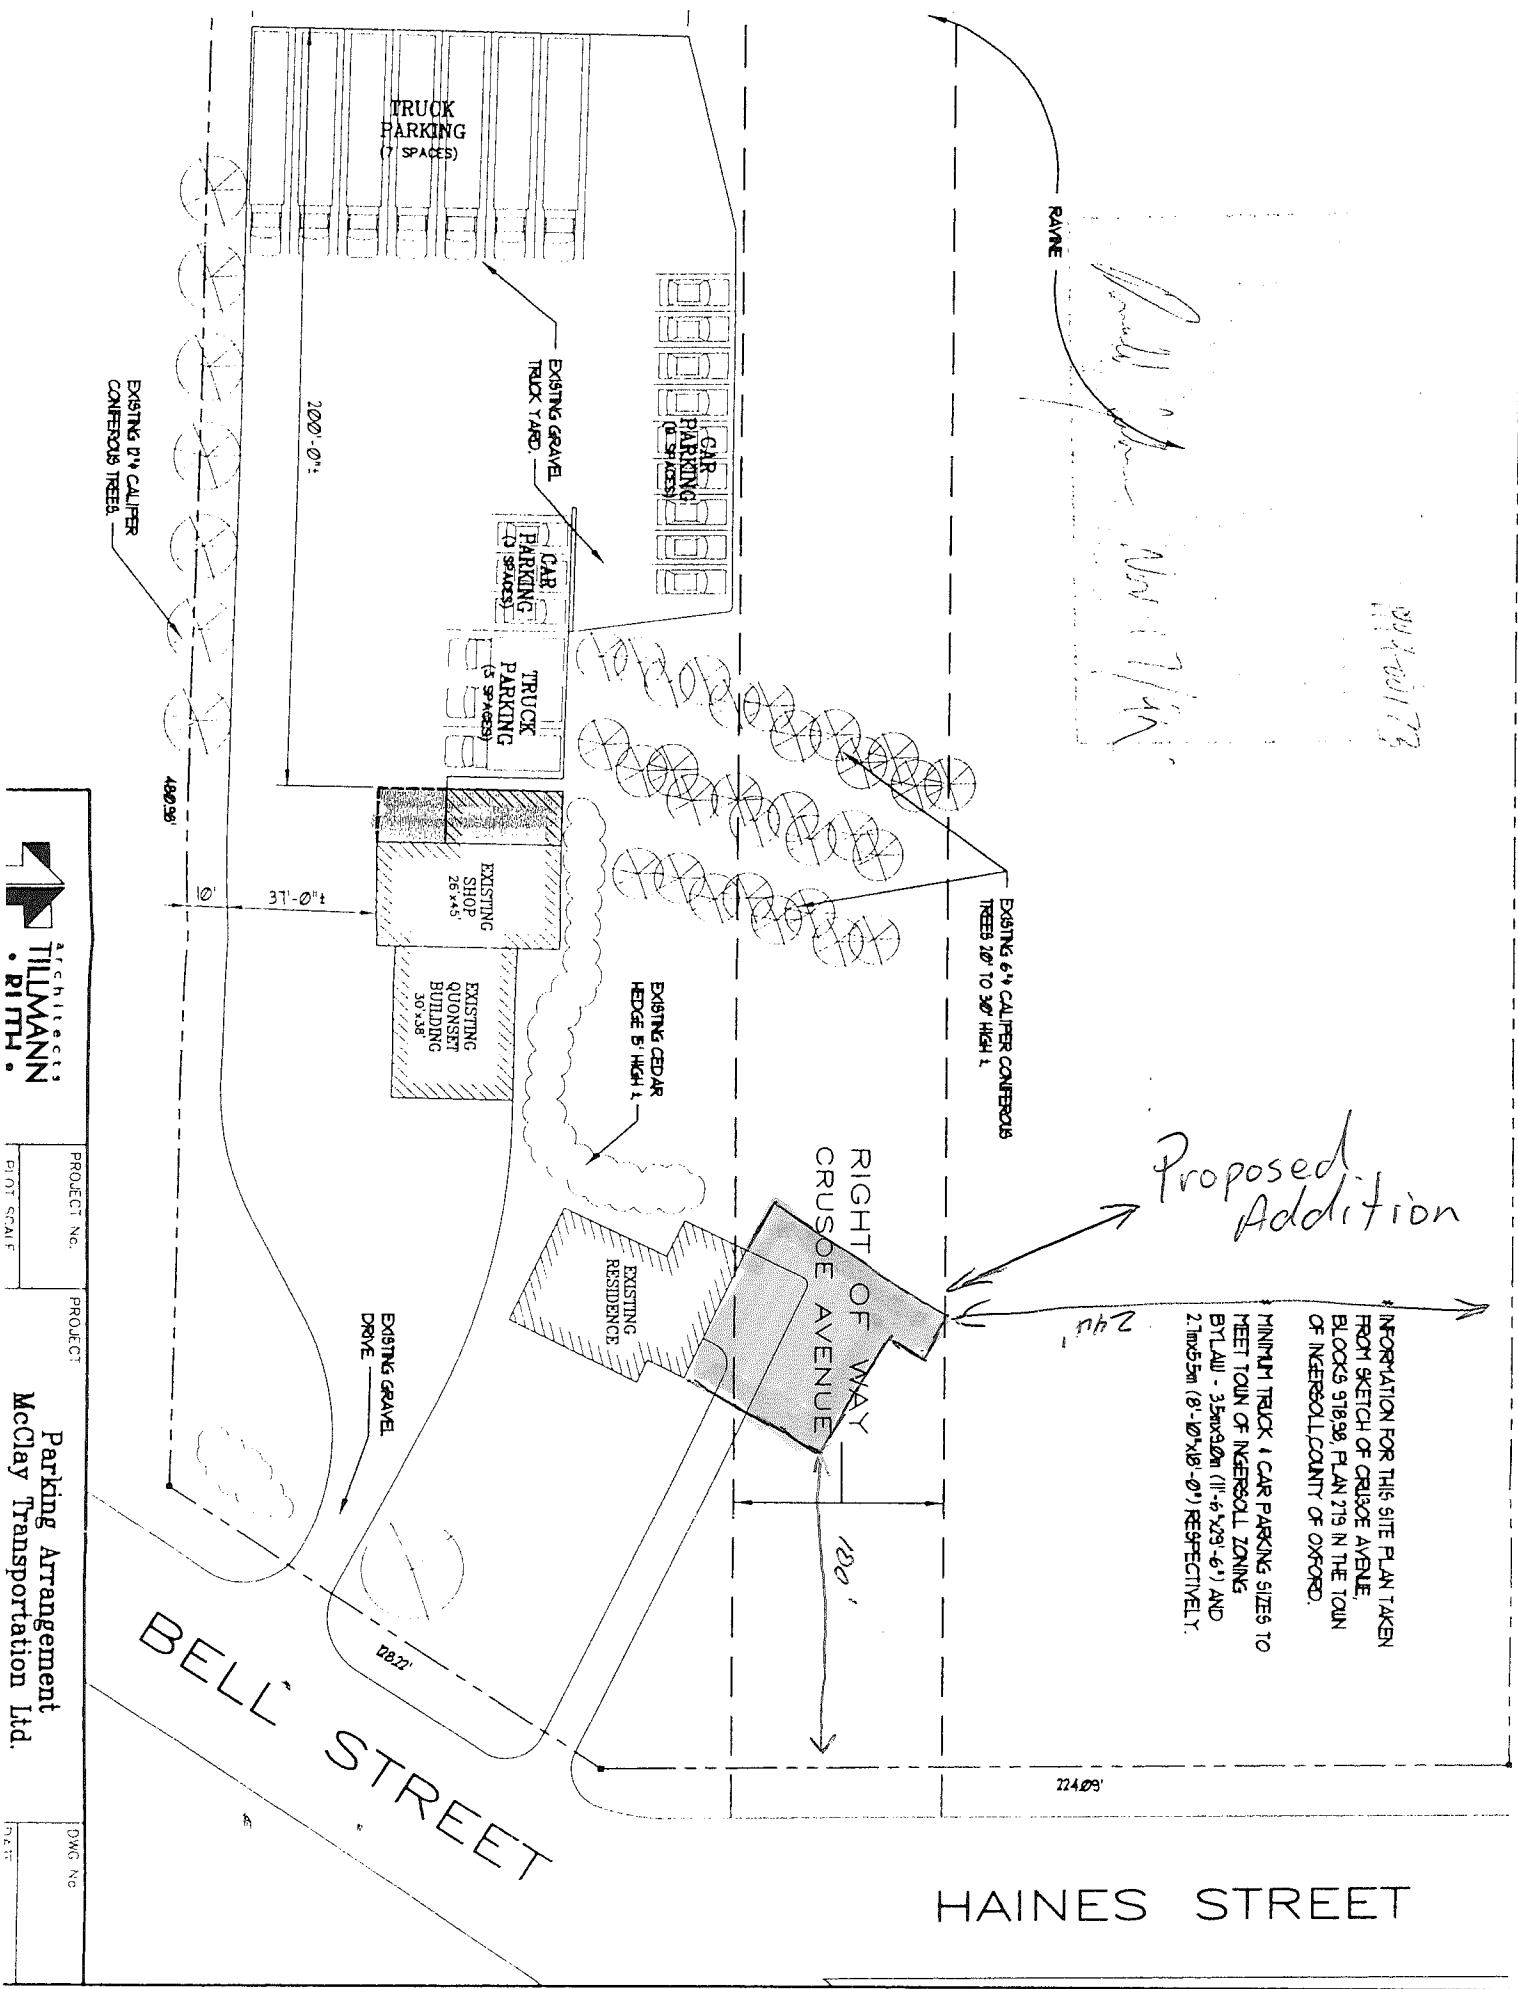 TRUCK
PARKING
(7 SPACES)
RAVINE
EXISTING GRAVEL
TRUCK YARD.
CAR
PARKING
200'-0"±
EXISTING 12"Φ CALIPER
CONIFEROUS TREES.
CAR
PARKING
(3 SPACES)
TRUCK
PARKING
Nov 17/
480.98'
10'
37'-0"±
EXISTING
SHOP
26'x45'
EXISTING
QUONSET
BUILDING
30'x38'
EXISTING 6"Φ CALIPER CONIFEROUS
TREES 20' TO 30' HIGH ±
EXISTING CEDAR
HEDGE 15' HIGH ±
Proposed
Addition
RIGHT OF WAY
CRUSOE AVENUE
EXISTING
RESIDENCE
EXISTING GRAVEL
DRIVE
244'
100'
* INFORMATION FOR THIS SITE PLAN TAKEN
FROM SKETCH OF CRUSOE AVENUE,
BLOCKS 97&98, PLAN 279 IN THE TOWN
OF INGERSOLL, COUNTY OF OXFORD.
* MINIMUM TRUCK & CAR PARKING SIZES TO
MEET TOWN OF INGERSOLL ZONING
BYLAW - 3.5mx9.0m (11'-6"x29'-6") AND
2.7mx5.5m (8'-10"x18'-0") RESPECTIVELY.
128.22'
224.09'
BELL STREET
HAINES STREET
architects
TILLMANN
• RUTH •
PROJECT No.
PLOT SCALE
PROJECT
Parking Arrangement
McClay Transportation Ltd.
DWG No
DATE